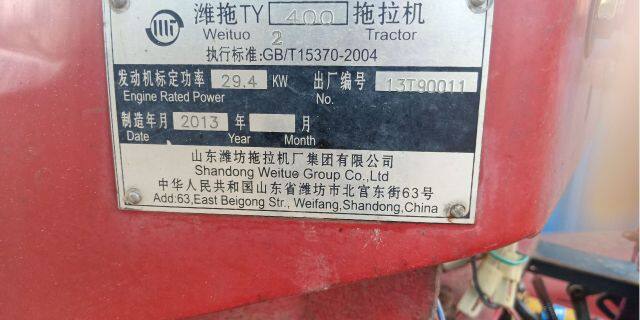 潍拖TY 400 拖拉机
Weituo 2 Tractor
执行标准:GB/T15370-2004
发动机标定功率 29.4 KW 出厂编号 13T90011
Engine Rated Power No.
制造年月 2013 年 月
Date Year Month
山东潍坊拖拉机厂集团有限公司
Shandong Weituo Group Co.,Ltd
中华人民共和国山东省潍坊市北宫东街63号
Add:63,East Beigong Str., Weifang,Shandong,China